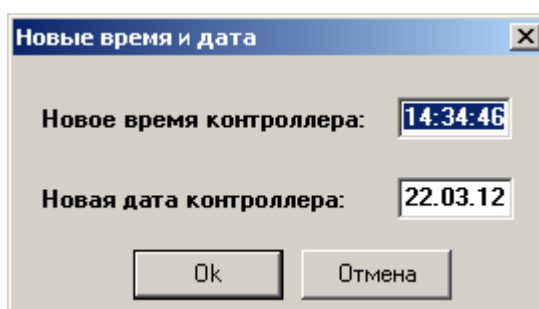 Новые время и дата
Новое время контроллера: 14:34:46
Новая дата контроллера: 22.03.12
Ok Отмена